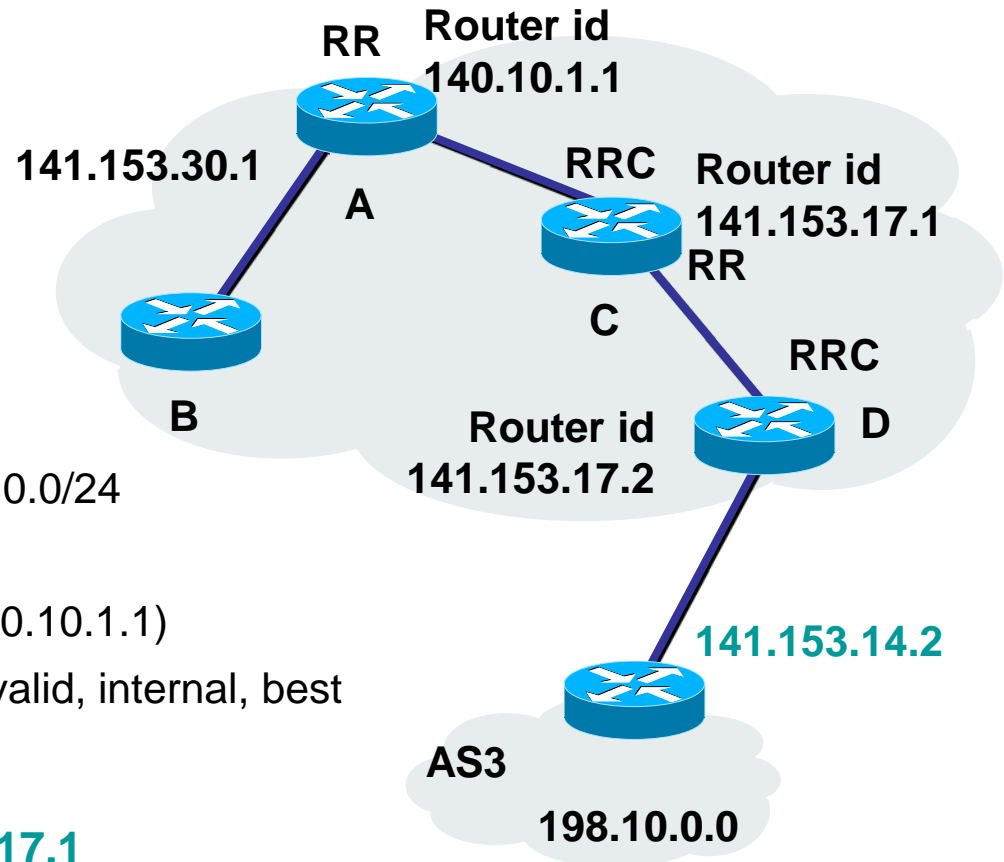 RR
Router id
140.10.1.1
141.153.30.1
A
RRC
Router id
141.153.17.1
RR
C
B
RRC
D
Router id
141.153.17.2
0.0/24
0.10.1.1)
valid, internal, best
141.153.14.2
AS3
17.1
198.10.0.0